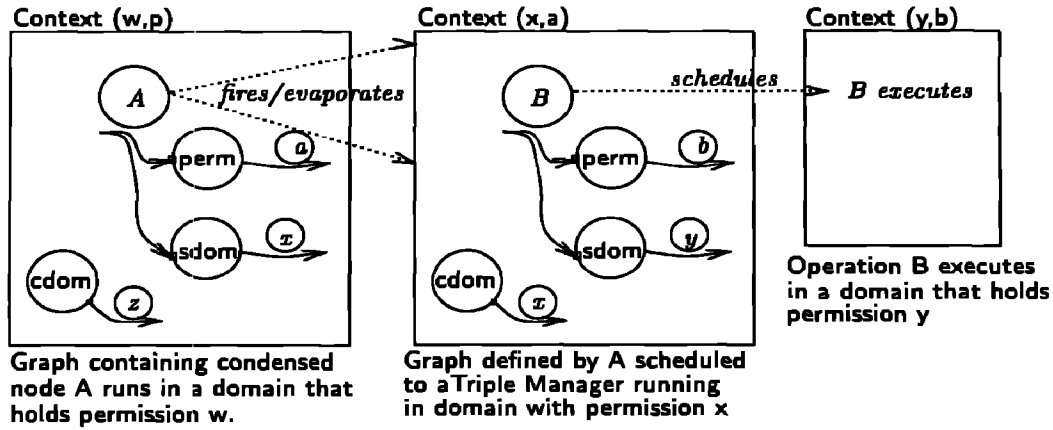 Context (w,p)
Context (x,a)
Context (y,b)
A
fires/evaporates
B
schedules
B executes
perm
a
perm
b
sdom
x
sdom
y
cdom
z
cdom
x
Graph containing condensed
node A runs in a domain that
holds permission w.
Graph defined by A scheduled
to aTriple Manager running
in domain with permission x
Operation B executes
in a domain that holds
permission y